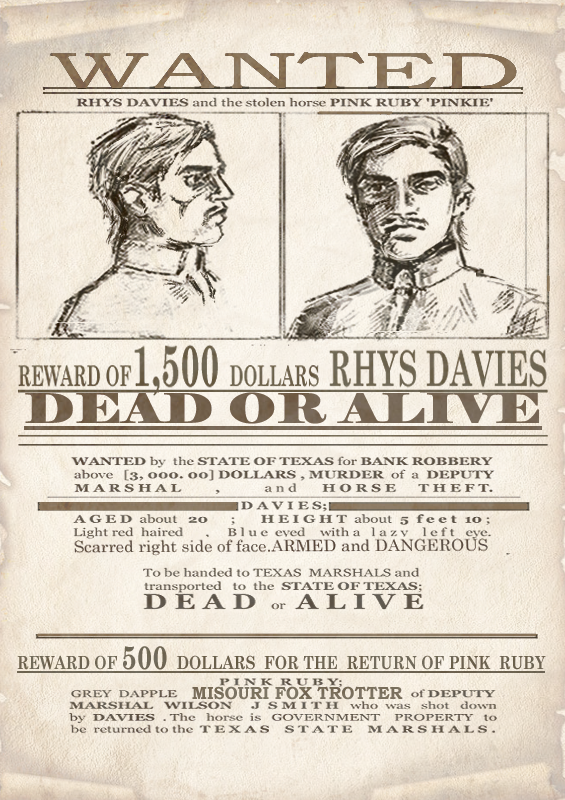 WANTED
RHYS DAVIES and the stolen horse PINK RUBY 'PINKIE'
REWARD OF 1,500 DOLLARS RHYS DAVIES
DEAD OR ALIVE
WANTED by the STATE OF TEXAS for BANK ROBBERY
above [3, 000. 00] DOLLARS , MURDER of a DEPUTY
MARSHAL , and HORSE THEFT.
DAVIES;
AGED about 20 ; HEIGHT about 5 feet 10 ;
Light red haired , Blue eved with a lazy left eye.
Scarred right side of face.ARMED and DANGEROUS .
To be handed to TEXAS MARSHALS and
transported to the STATE OF TEXAS;
DEAD or ALIVE
REWARD OF 500 DOLLARS FOR THE RETURN OF PINK RUBY
PINK RUBY;
GREY DAPPLE MISOURI FOX TROTTER of DEPUTY
MARSHAL WILSON J SMITH who was shot down
by DAVIES . The horse is GOVERNMENT PROPERTY to
be returned to the TEXAS STATE MARSHALS.